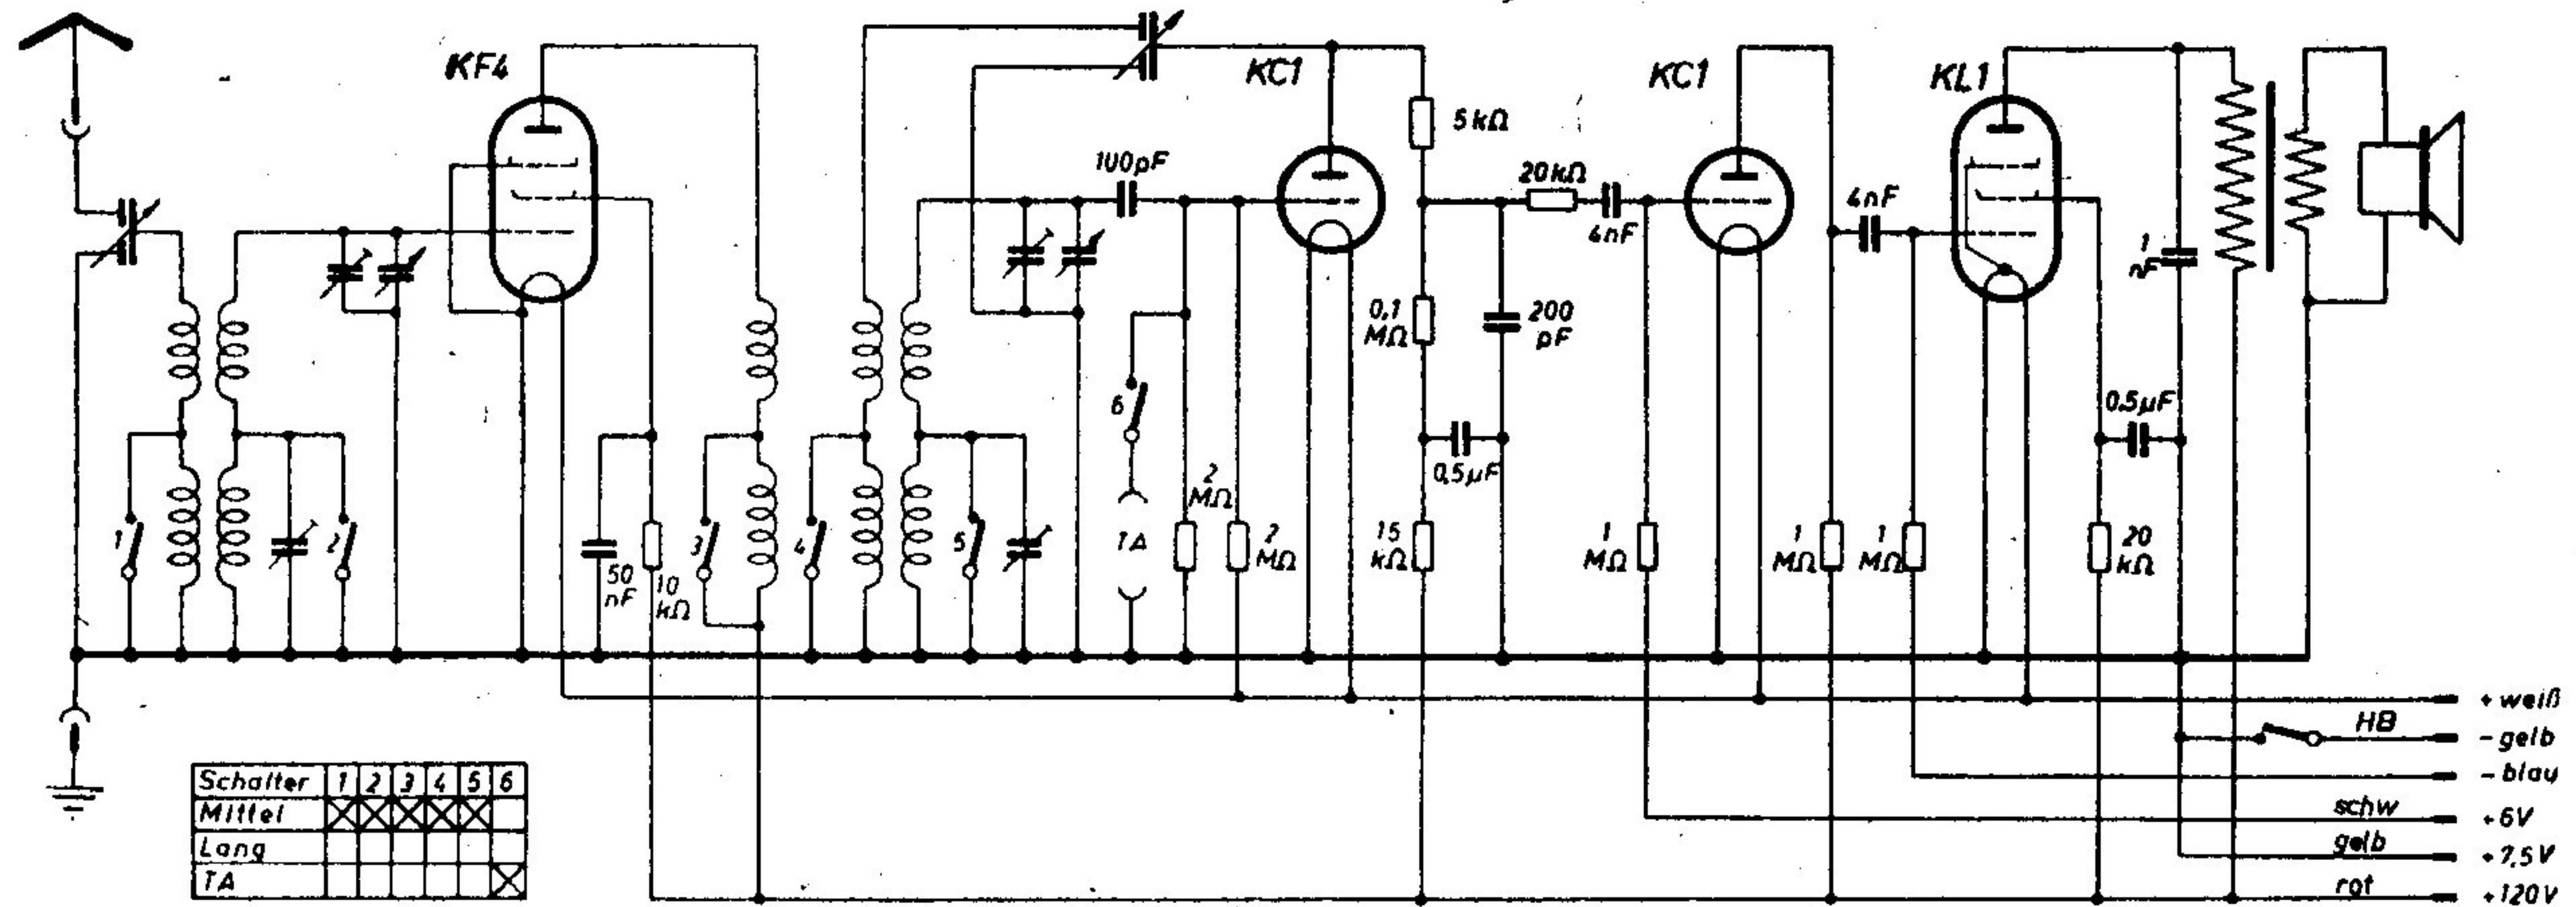 KF4
KC1
KC1
KL1
5kΩ
100pF
20kΩ
4nF
4nF
1
nF
0,1
MΩ
200
pF
6
0,5µF
0,5µF
2
MΩ
1
2
50
nF
10
kΩ
3
4
5
TA
2
MΩ
15
kΩ
1
MΩ
1
MΩ
1
MΩ
20
kΩ
+ weiß
HB
- gelb
- blau
schw
+6V
gelb
+7,5V
rot
+120V
Schalter 1 2 3 4 5 6
Mittel
Lang
TA